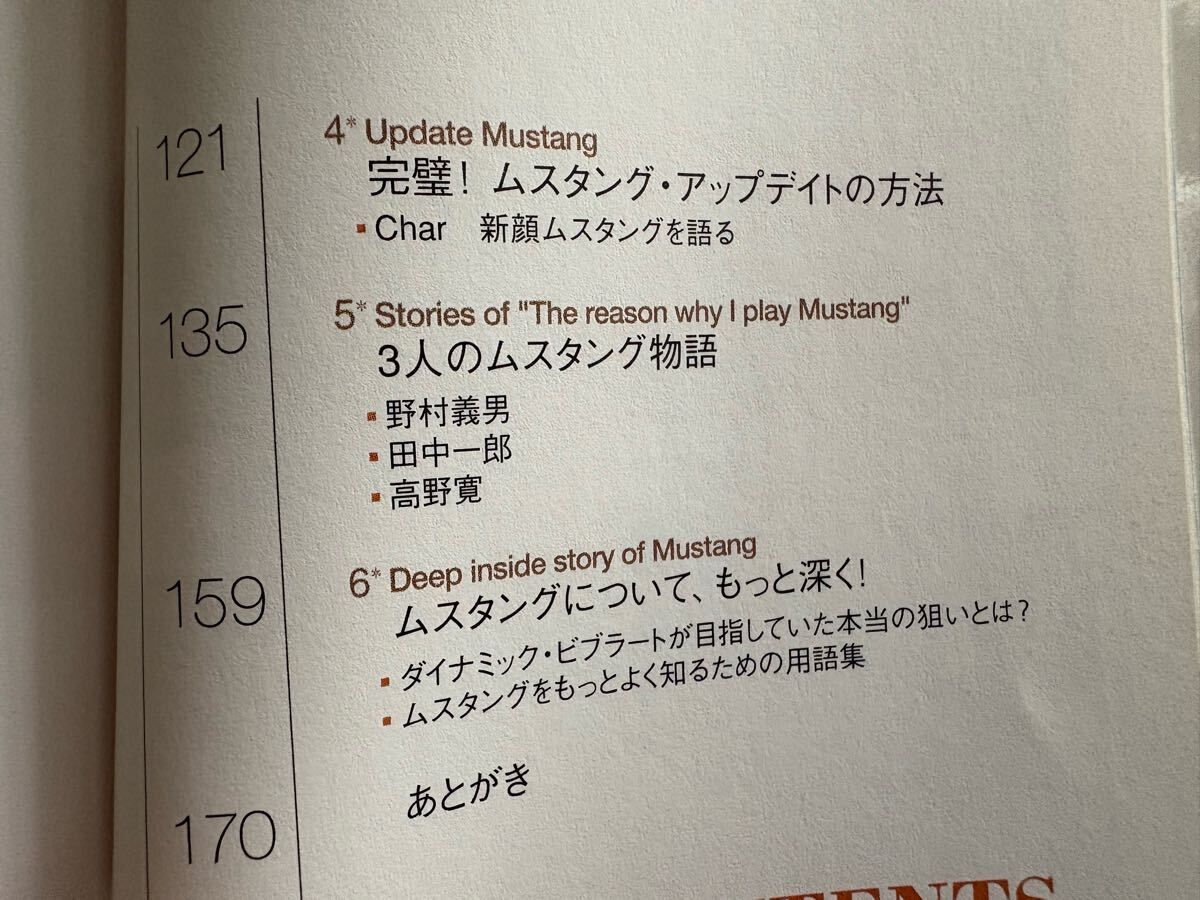 121
4* Update Mustang
完璧！ ムスタング・アップデイトの方法
▪ Char　新顔ムスタングを語る
135
5* Stories of "The reason why I play Mustang"
3人のムスタング物語
▪ 野村義男
▪ 田中一郎
▪ 高野寛
159
6* Deep inside story of Mustang
ムスタングについて、もっと深く！
▪ ダイナミック・ビブラートが目指していた本当の狙いとは？
▪ ムスタングをもっとよく知るための用語集
170
あとがき